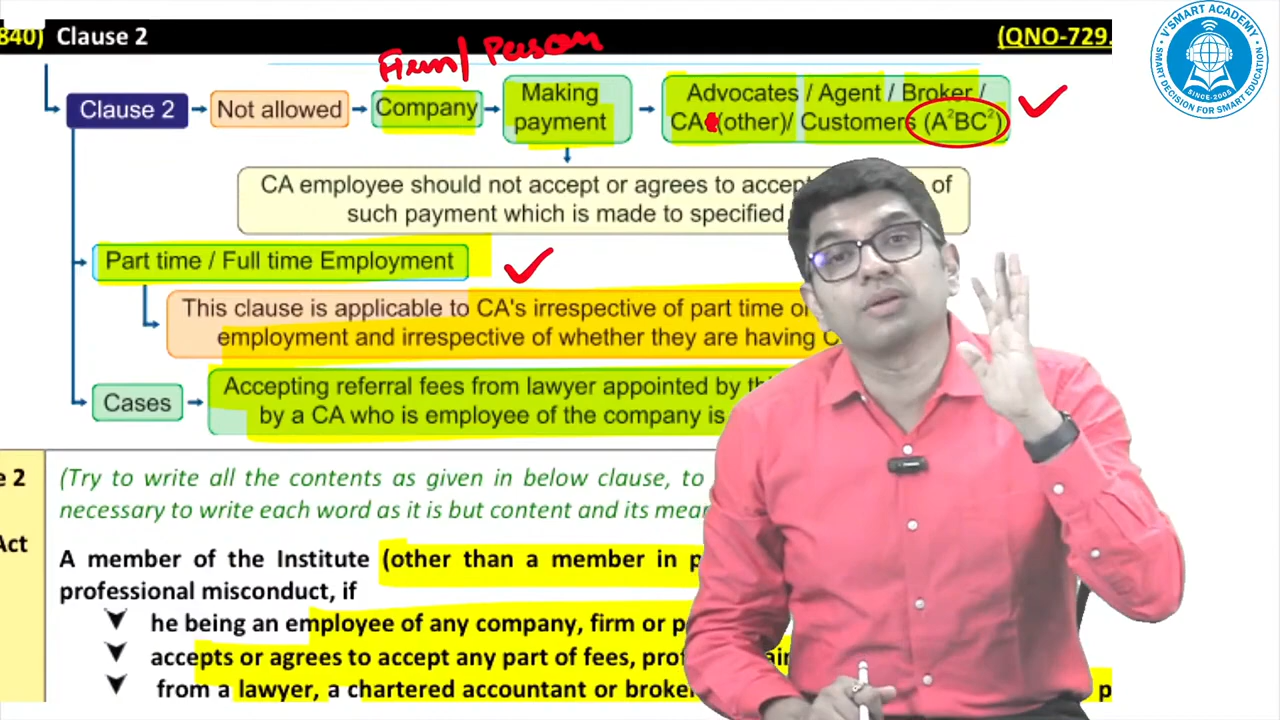 840) Clause 2
(QNO-729.
Firm/ Person
Clause 2
Not allowed
Company
Making
payment
Advocates / Agent / Broker /
CA (other)/ Customers (A²BC²)
CA employee should not accept or agrees to accept of
such payment which is made to specified
Part time / Full time Employment
This clause is applicable to CA's irrespective of part time or
employment and irrespective of whether they are having
Cases
Accepting referral fees from lawyer appointed by
by a CA who is employee of the company is
e 2
Act
(Try to write all the contents as given in below clause, to
necessary to write each word as it is but content and its
A member of the Institute (other than a member in
professional misconduct, if
he being an employee of any company, firm or
accepts or agrees to accept any part of fees,
from a lawyer, a chartered accountant or broker
V'SMART ACADEMY
SMART DECISION FOR SMART EDUCATION
SINCE-2005